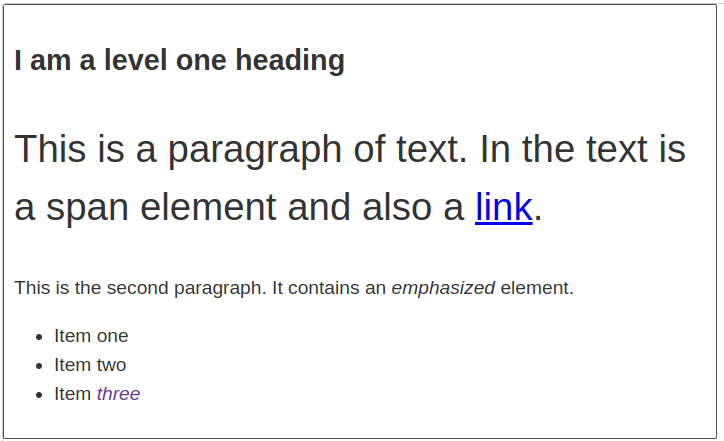 I am a level one heading
This is a paragraph of text. In the text is
a span element and also a link.
This is the second paragraph. It contains an emphasized element.
• Item one
• Item two
• Item three